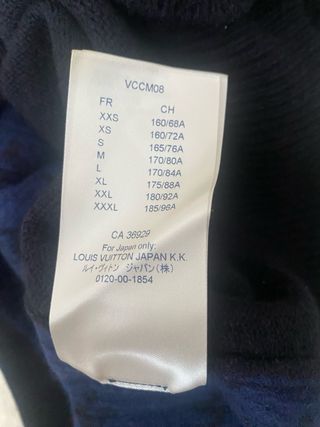 VCCM08
FR CH
XXS 160/68A
XS 160/72A
S 165/76A
M 170/80A
L 170/84A
XL 175/88A
XXL 180/92A
XXXL 185/96A
CA 36929
For Japan only:
LOUIS VUITTON JAPAN K.K.
ルイ・ヴィトン ジャパン(株)
0120-00-1854